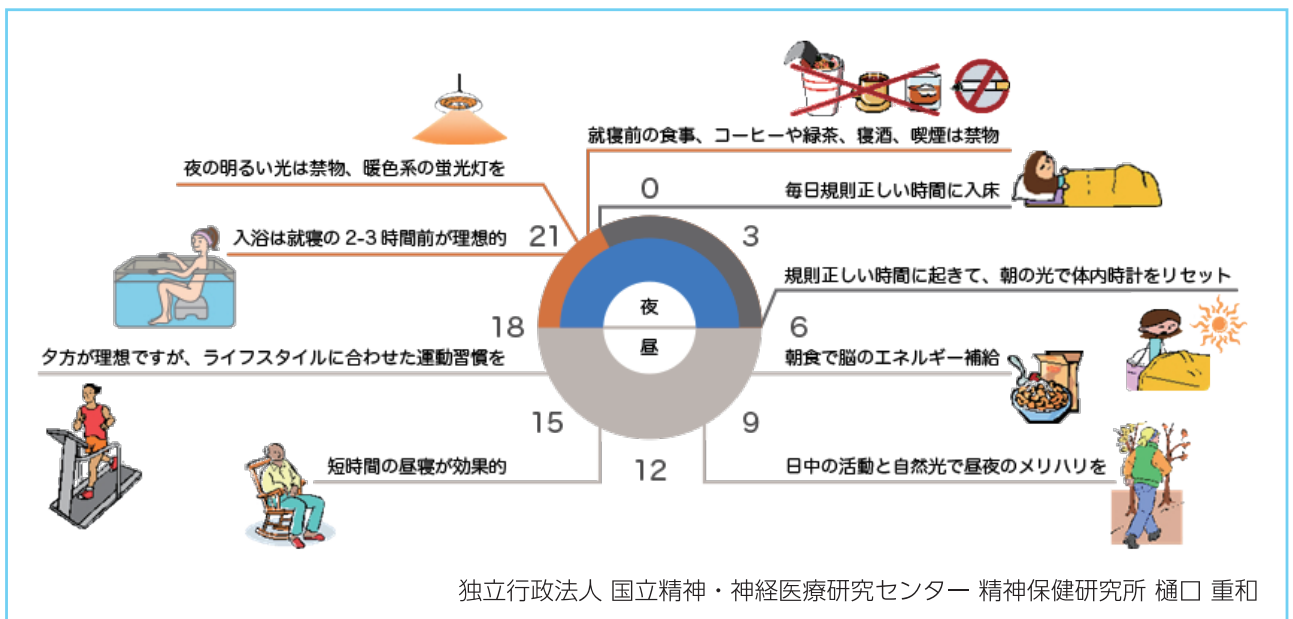 就寝前の食事、コーヒーや緑茶、寝酒、喫煙は禁物
夜の明るい光は禁物、暖色系の蛍光灯を
0
毎日規則正しい時間に入床
入浴は就寝の2-3時間前が理想的
21
3
規則正しい時間に起きて、朝の光で体内時計をリセット
夜
18
6
昼
夕方が理想ですが、ライフスタイルに合わせた運動習慣を
朝食で脳のエネルギー補給
15
9
短時間の昼寝が効果的
12
日中の活動と自然光で昼夜のメリハリを
独立行政法人 国立精神・神経医療研究センター 精神保健研究所 樋口 重和